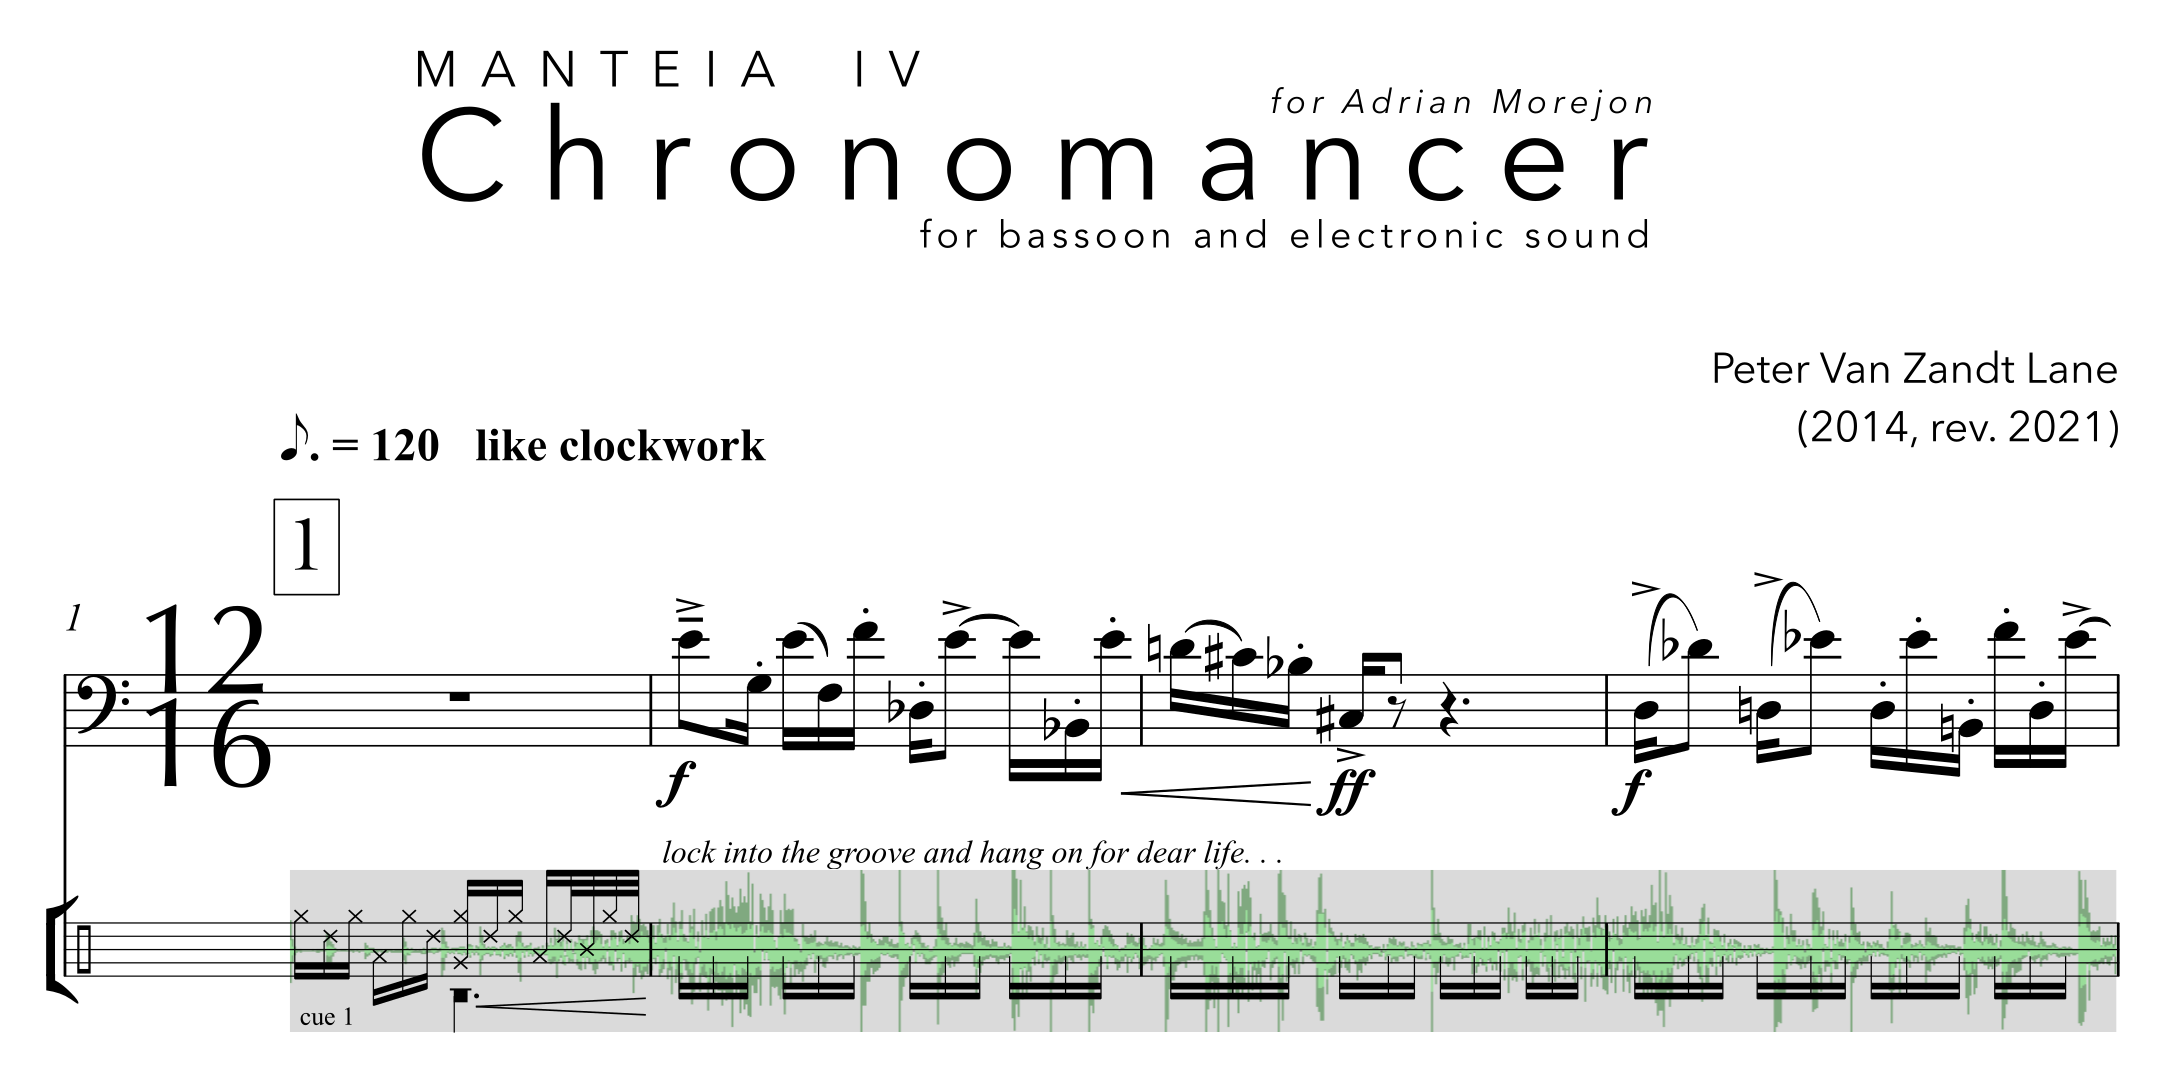 MANTEIA IV
for Adrian Morejon
Chronomancer
for bassoon and electronic sound
Peter Van Zandt Lane
(2014, rev. 2021)
♪. = 120 like clockwork
1
1
12
16
f
ff
f
lock into the groove and hang on for dear life. . .
cue 1